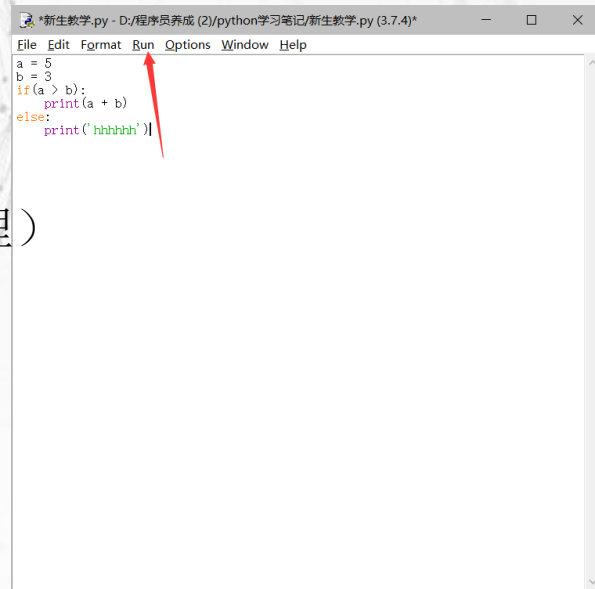 *新生教学.py - D:/程序员养成 (2)/python学习笔记/新生教学.py (3.7.4)*
File Edit Format Run Options Window Help
a = 5
b = 3
if(a > b):
    print(a + b)
else:
    print('hhhhhh')
）